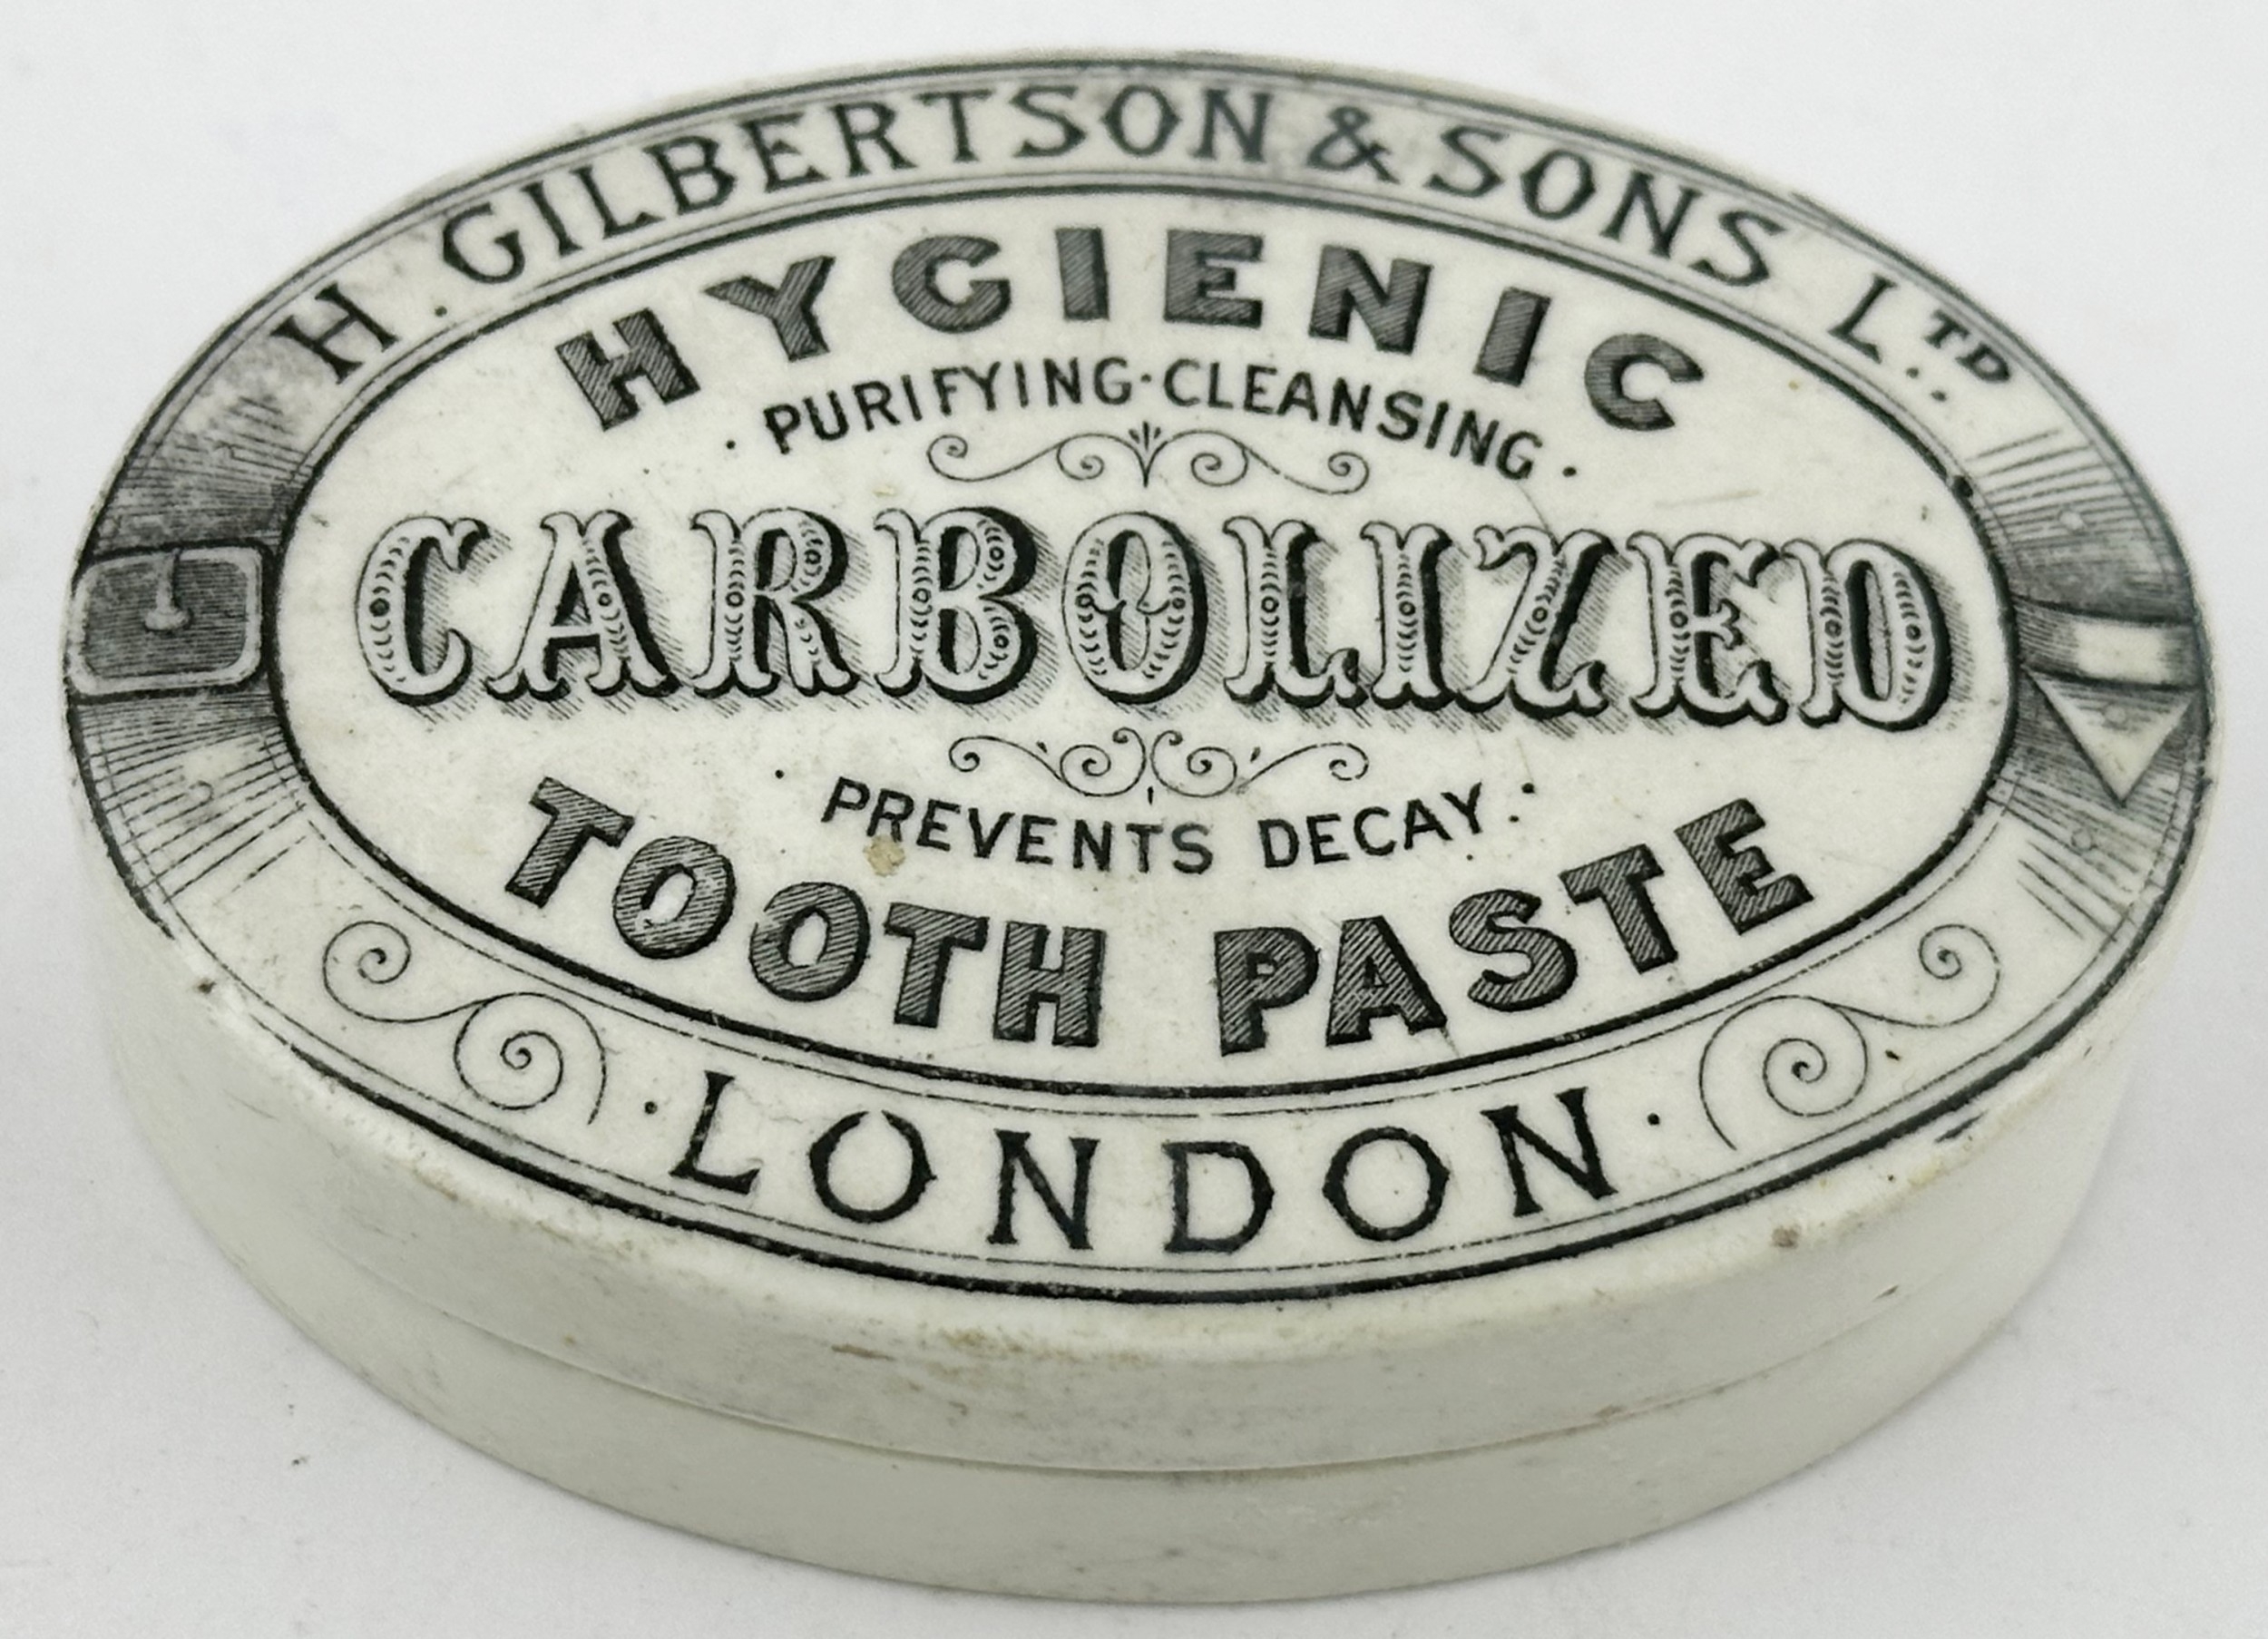 H. GILBERTSON & SONS LTD
HYGIENIC
· PURIFYING · CLEANSING ·
CARBOLIZED
· PREVENTS DECAY ·
TOOTH PASTE
· LONDON ·